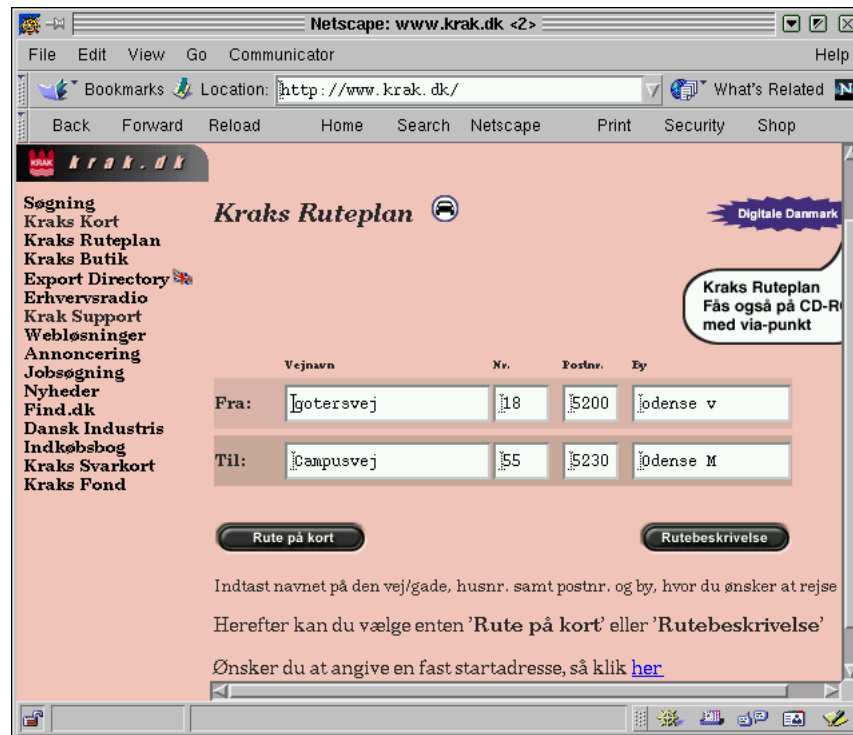 Netscape: www.krak.dk <2>
File Edit View Go Communicator Help
Bookmarks Location: http://www.krak.dk/ What's Related N
Back Forward Reload Home Search Netscape Print Security Shop
KRAK krak.dk
Søgning
Kraks Kort
Kraks Ruteplan
Kraks Butik
Export Directory
Erhvervsradio
Krak Support
Webløsninger
Annoncering
Jobsøgning
Nyheder
Find.dk
Dansk Industris
Indkøbsbog
Kraks Svarkort
Kraks Fond
Kraks Ruteplan
Digitale Danmark
Kraks Ruteplan
Fås også på CD-R
med via-punkt
Vejnavn Nr. Postnr. By
Fra: gotersvej 18 5200 odense v
Til: Campusvej 55 5230 Odense M
Rute på kort Rutebeskrivelse
Indtast navnet på den vej/gade, husnr. samt postnr. og by, hvor du ønsker at rejse
Herefter kan du vælge enten 'Rute på kort' eller 'Rutebeskrivelse'
Ønsker du at angive en fast startadresse, så klik her